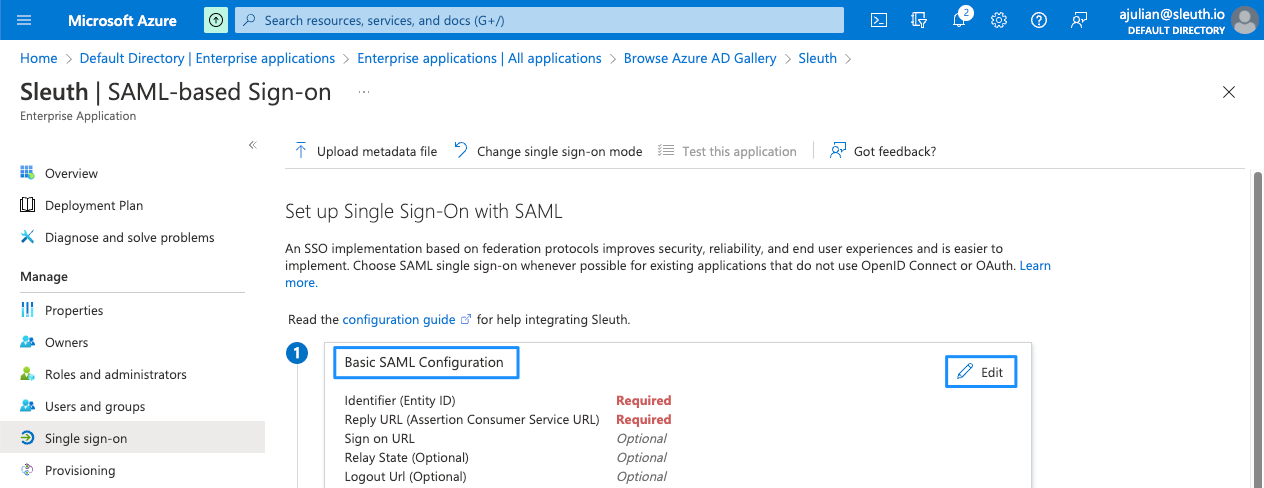 Microsoft Azure
Search resources, services, and docs (G+/)
2
ajulian@sleuth.io
DEFAULT DIRECTORY
Home > Default Directory | Enterprise applications > Enterprise applications | All applications > Browse Azure AD Gallery > Sleuth >
Sleuth | SAML-based Sign-on ...
Enterprise Application
«
Upload metadata file Change single sign-on mode Test this application Got feedback?
Overview
Deployment Plan
Diagnose and solve problems
Manage
Properties
Owners
Roles and administrators
Users and groups
Single sign-on
Provisioning
Set up Single Sign-On with SAML
An SSO implementation based on federation protocols improves security, reliability, and end user experiences and is easier to
implement. Choose SAML single sign-on whenever possible for existing applications that do not use OpenID Connect or OAuth. Learn
more.
Read the configuration guide for help integrating Sleuth.
1
Basic SAML Configuration
Edit
Identifier (Entity ID) Required
Reply URL (Assertion Consumer Service URL) Required
Sign on URL Optional
Relay State (Optional) Optional
Logout Url (Optional) Optional